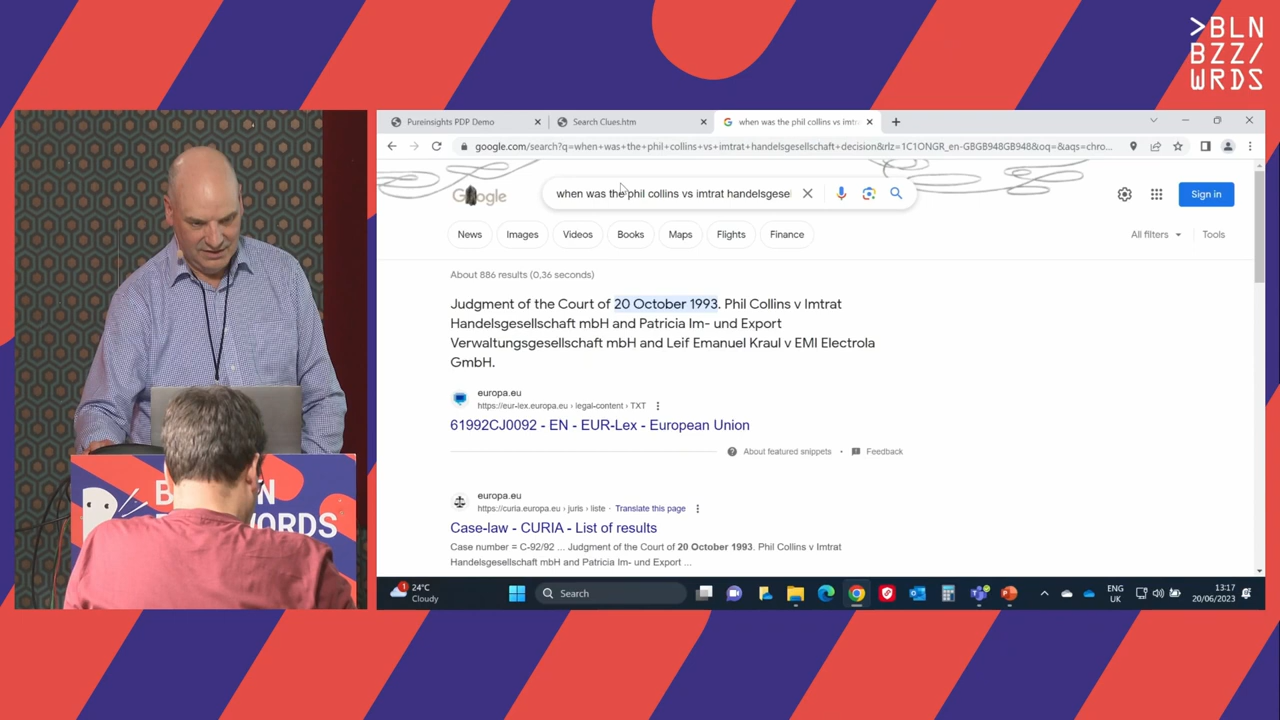 >BLN
BZZ/
WRDS
Pureinsights PDP Demo
Search Clues.htm
when was the phil collins vs imtr
google.com/search?q=when+was+the+phil+collins+vs+imtrat+handelsgesellschaft+decision&rlz=1C1ONGR_en-GBGB948GB948&oq=&aqs=chro...
Google
when was the phil collins vs imtrat handelsgesel
Sign in
News
Images
Videos
Books
Maps
Flights
Finance
All filters
Tools
About 886 results (0,36 seconds)
Judgment of the Court of 20 October 1993. Phil Collins v Imtrat
Handelsgesellschaft mbH and Patricia Im- und Export
Verwaltungsgesellschaft mbH and Leif Emanuel Kraul v EMI Electrola
GmbH.
europa.eu
https://eur-lex.europa.eu › legal-content › TXT
61992CJ0092 - EN - EUR-Lex - European Union
About featured snippets
Feedback
europa.eu
https://curia.europa.eu › juris › liste · Translate this page
Case-law - CURIA - List of results
Case number = C-92/92 ... Judgment of the Court of 20 October 1993. Phil Collins v Imtrat
Handelsgesellschaft mbH and Patricia Im- und Export ...
1
24°C
Cloudy
Search
ENG
UK
13:17
20/06/2023